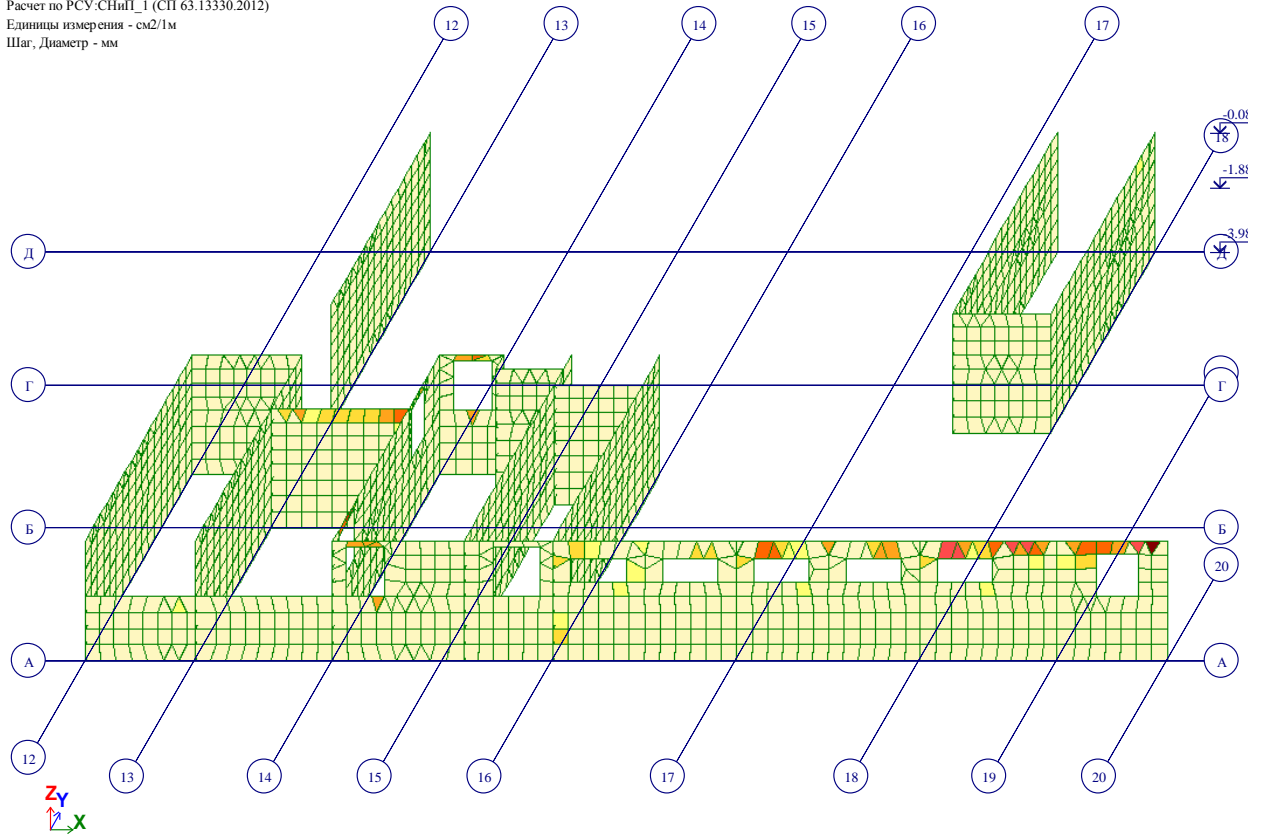 Расчет по РСУ:СНиП_1 (СП 63.13330.2012)
Единицы измерения - см2/1м
Шаг, Диаметр - мм
12
13
14
15
16
17
-0.08
18
-1.88
-3.98
Д
Д
Г
Г
Б
Б
20
А
А
12
13
14
15
16
17
18
19
20
Z
Y
X